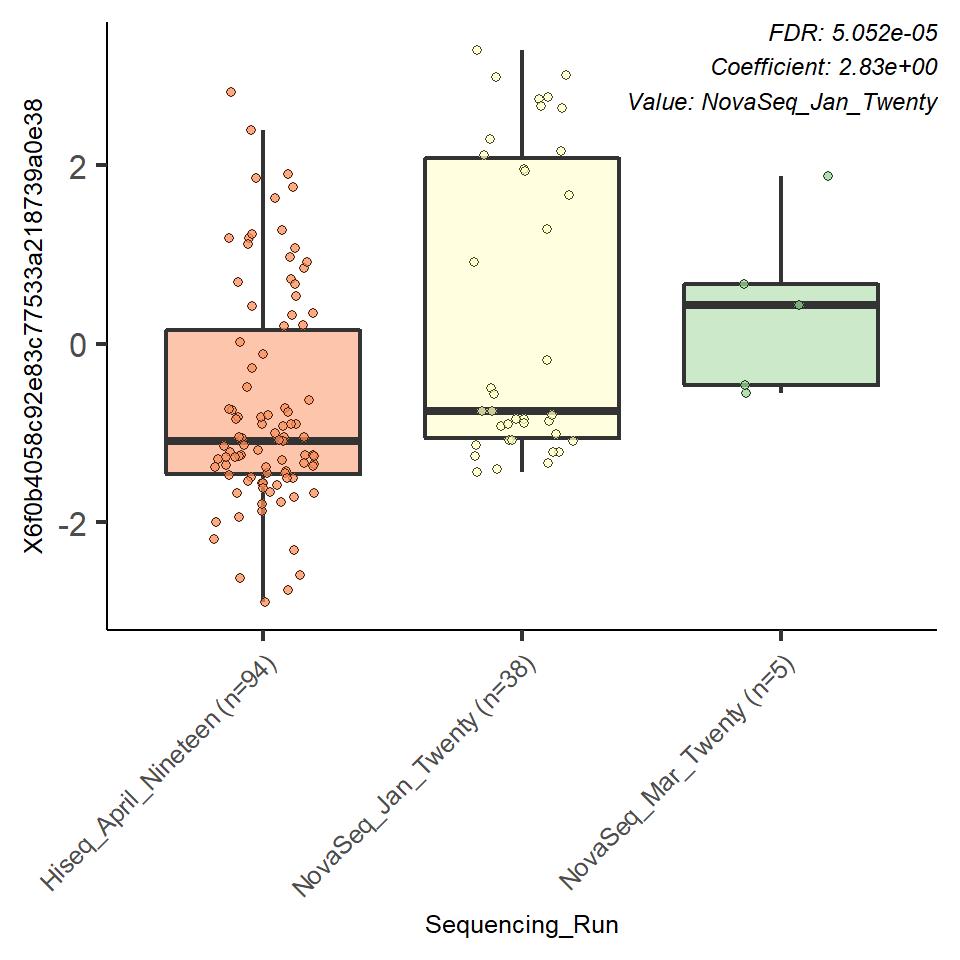 FDR: 5.052e-05
Coefficient: 2.83e+00
Value: NovaSeq_Jan_Twenty
X6f0b4058c92e83c77533a218739a0e38
2
0
-2
Hiseq_April_Nineteen (n=94)
NovaSeq_Jan_Twenty (n=38)
NovaSeq_Mar_Twenty (n=5)
Sequencing_Run